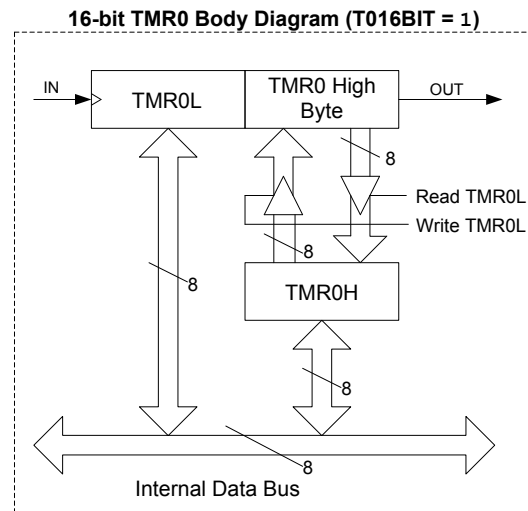 16-bit TMR0 Body Diagram (T016BIT = 1)
IN
TMR0L
TMR0 High
Byte
OUT
8
Read TMR0L
Write TMR0L
8
8
TMR0H
8
8
Internal Data Bus